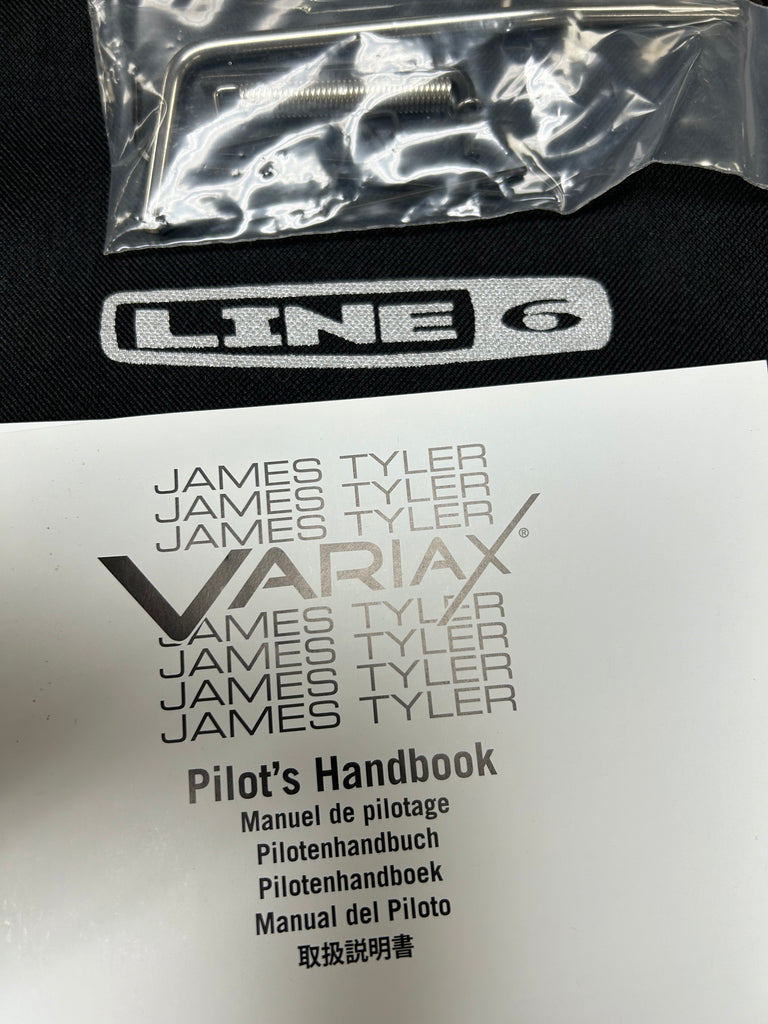 LINE 6
JAMES TYLER
JAMES TYLER
JAMES TYLER
VARIAX®
JAMES TYLER
JAMES TYLER
JAMES TYLER
JAMES TYLER
Pilot's Handbook
Manuel de pilotage
Pilotenhandbuch
Pilotenhandboek
Manual del Piloto
取扱説明書